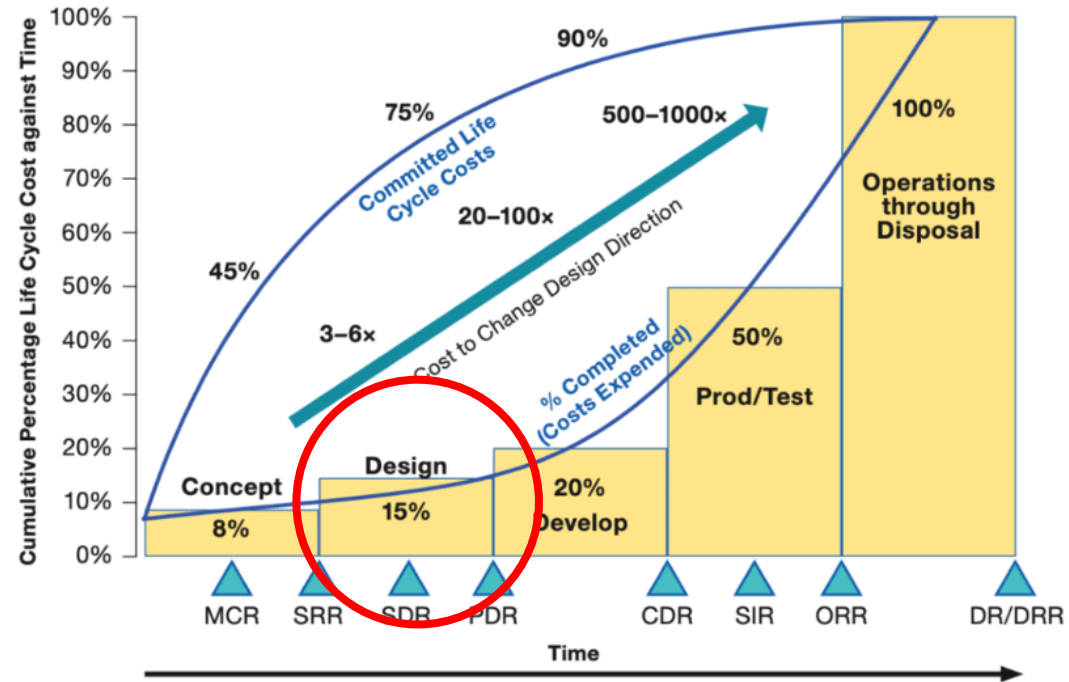 Cumulative Percentage Life Cycle Cost against Time
100%
90%
80%
70%
60%
50%
40%
30%
20%
10%
0%
45%
75%
90%
Committed Life
Cycle Costs
3–6×
20–100×
500–1000×
Cost to Change Design Direction
% Completed
(Costs Expended)
Concept
8%
Design
15%
20%
Develop
50%
Prod/Test
100%
Operations
through
Disposal
MCR
SRR
SDR
PDR
CDR
SIR
ORR
DR/DRR
Time